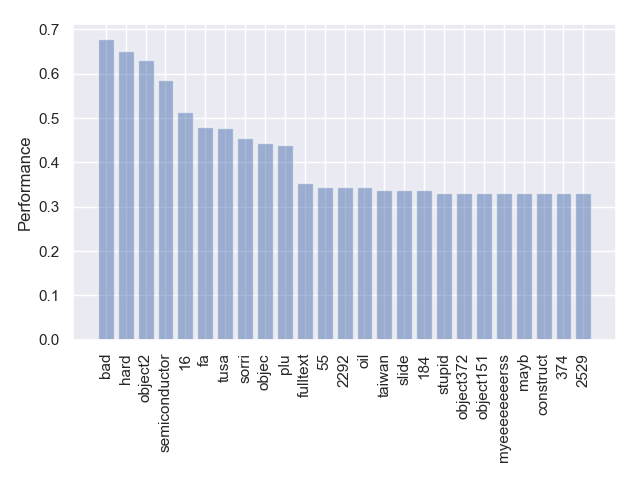 0.7
0.6
0.5
0.4
0.3
0.2
0.1
0.0
Performance
bad
hard
object2
semiconductor
16
fa
tusa
sorri
objec
plu
fulltext
55
2292
oil
taiwan
slide
184
stupid
object372
object151
myeeeeeeeerss
mayb
construct
374
2529